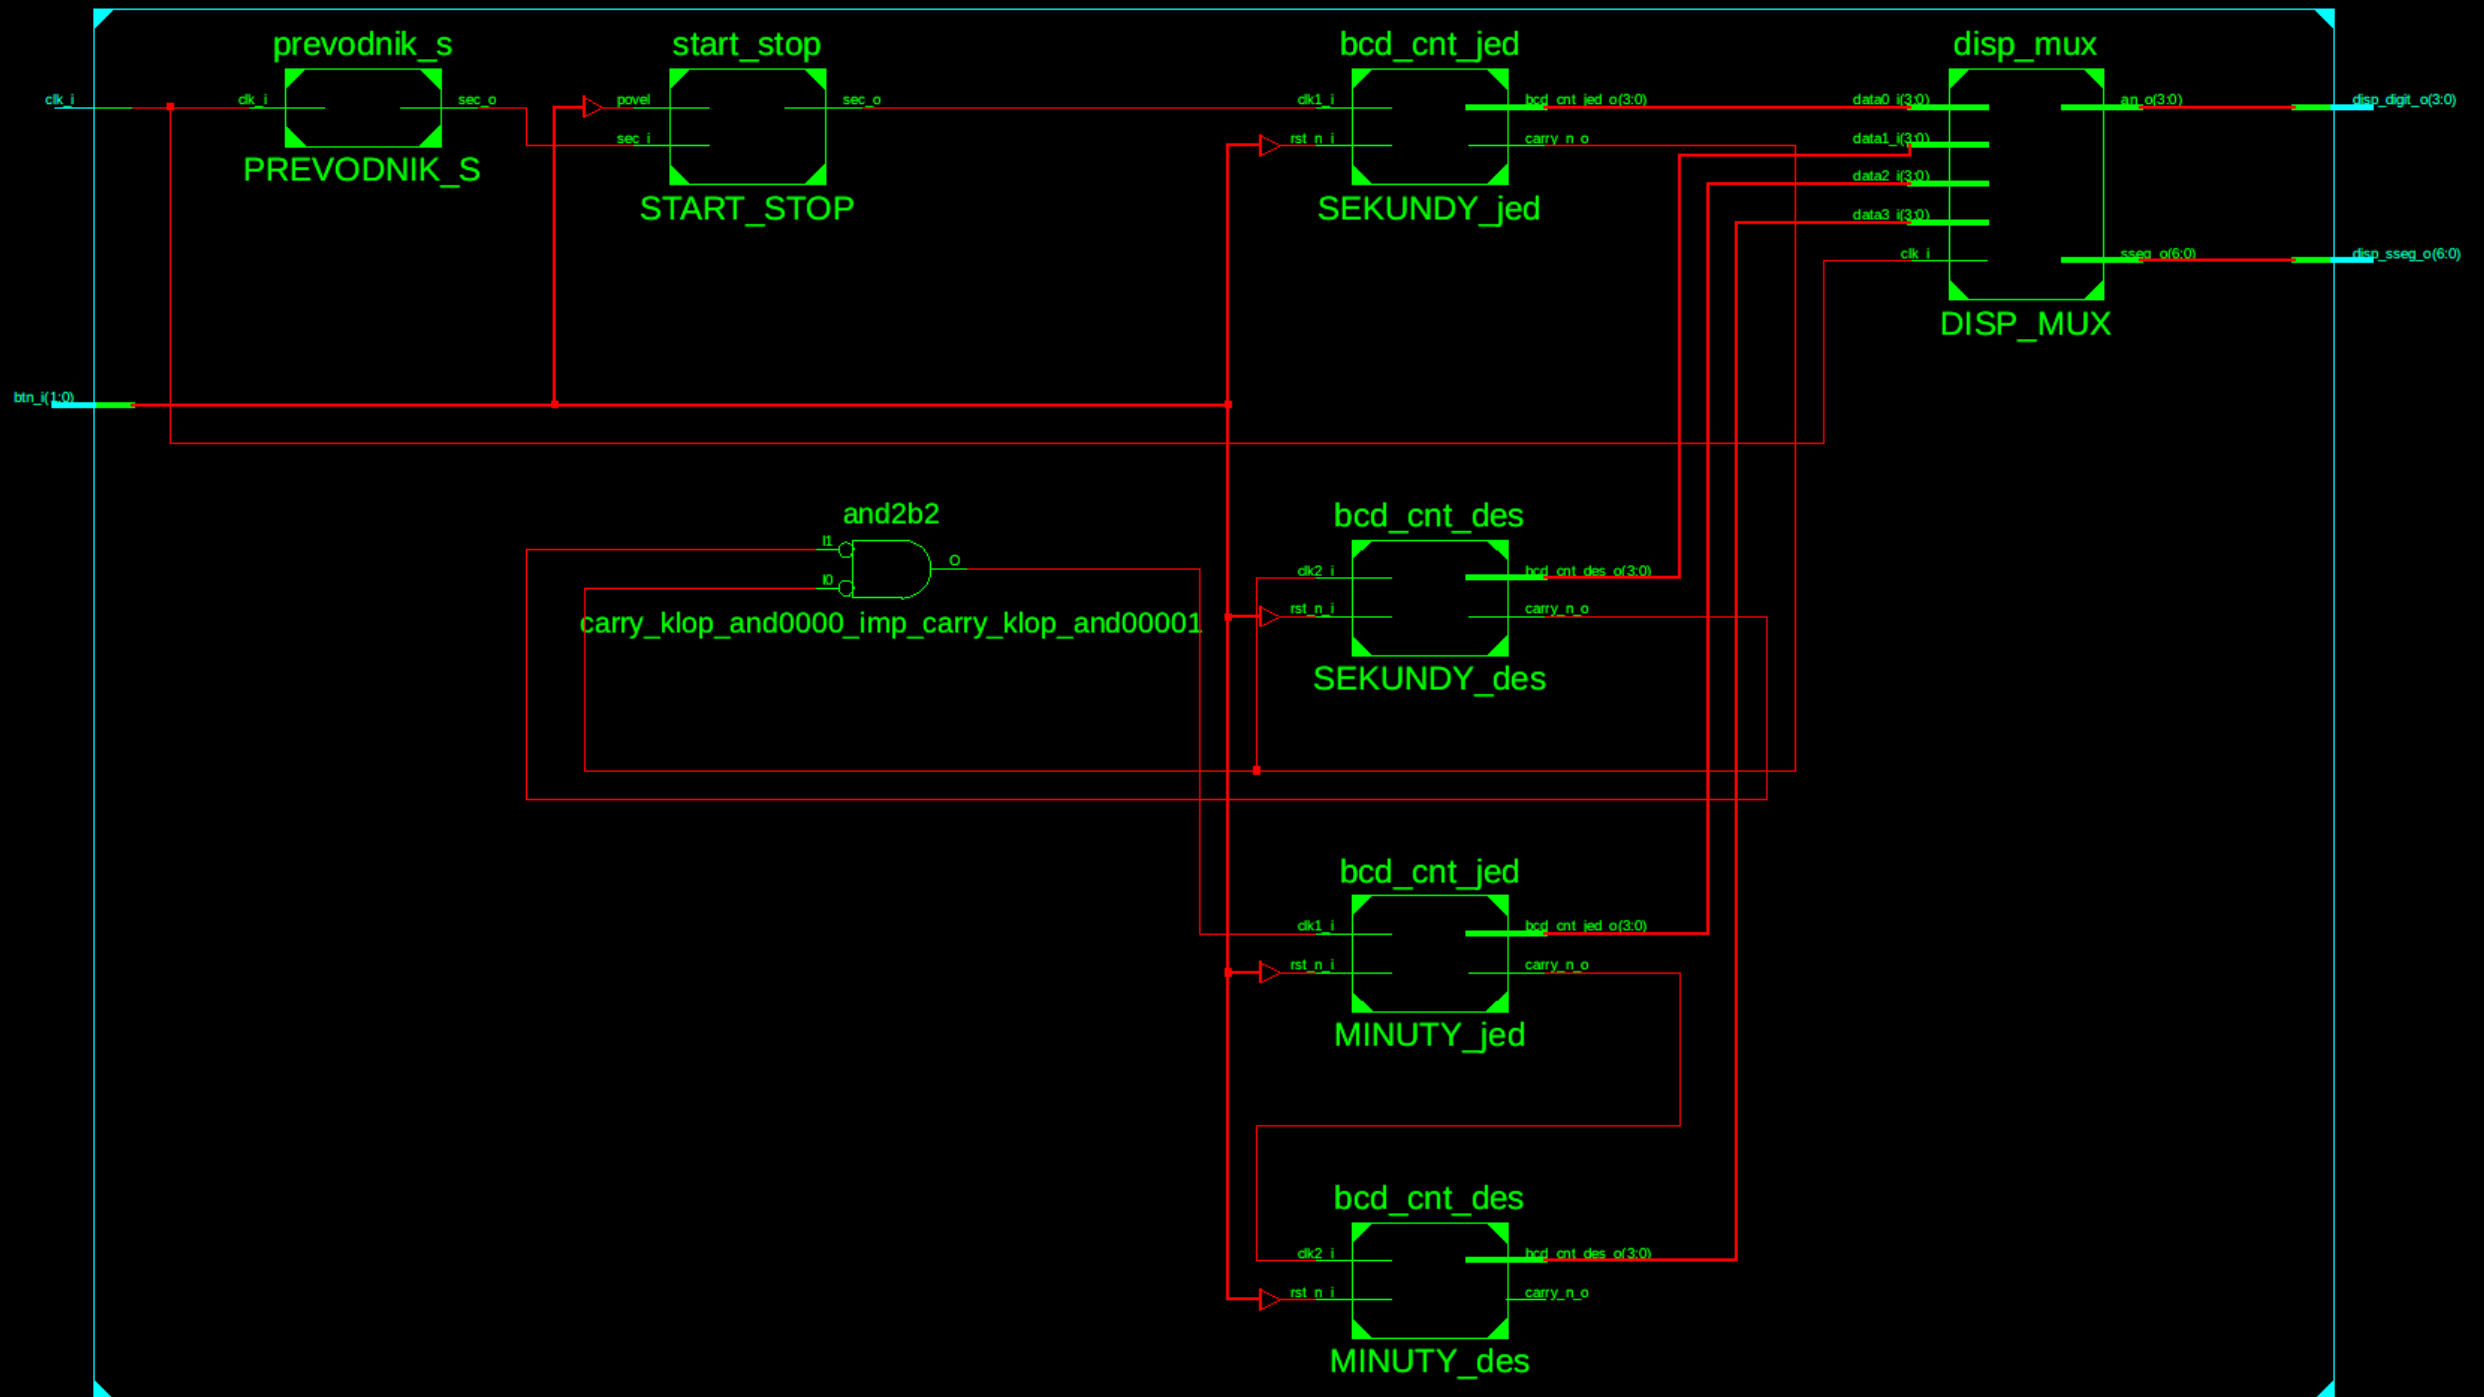 prevodnik_s
start_stop
bcd_cnt_jed
disp_mux
clk_i
clk_i
sec_o
povel
sec_o
clk1_i
bcd_cnt_jed_o(3:0)
data0_i(3:0)
an_o(3:0)
disp_digit_o(3:0)
sec_i
rst_n_i
carry_n_o
data1_i(3:0)
PREVODNIK_S
data2_i(3:0)
START_STOP
SEKUNDY_jed
data3_i(3:0)
clk_i
sseg_o(6:0)
disp_sseg_o(6:0)
DISP_MUX
btn_i(1:0)
and2b2
bcd_cnt_des
I1
O
clk2_i
bcd_cnt_des_o(3:0)
I0
rst_n_i
carry_n_o
carry_klop_and0000_imp_carry_klop_and00001
SEKUNDY_des
bcd_cnt_jed
clk1_i
bcd_cnt_jed_o(3:0)
rst_n_i
carry_n_o
MINUTY_jed
bcd_cnt_des
clk2_i
bcd_cnt_des_o(3:0)
rst_n_i
carry_n_o
MINUTY_des